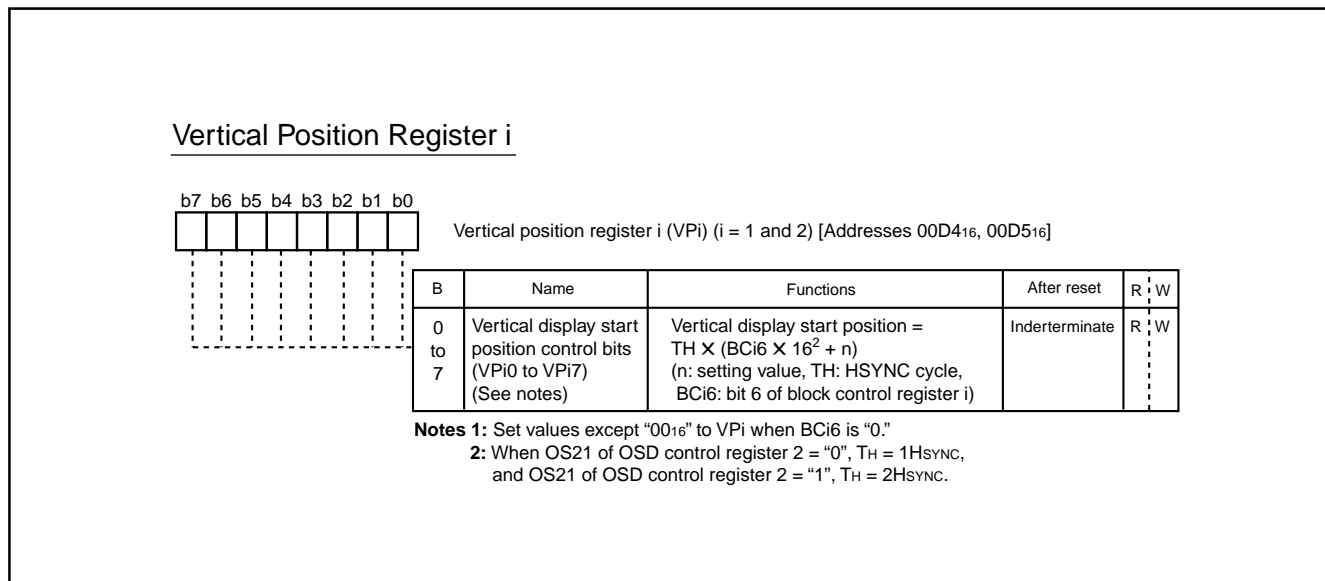 Vertical Position Register i
b7 b6 b5 b4 b3 b2 b1 b0
Vertical position register i (VPi) (i = 1 and 2) [Addresses 00D416, 00D516]
B Name Functions After reset R W
0 to 7 Vertical display start position control bits (VPi0 to VPi7) (See notes) Vertical display start position = TH X (BCi6 X 16² + n) (n: setting value, TH: HSYNC cycle, BCi6: bit 6 of block control register i) Inderterminate R W
Notes 1: Set values except “0016” to VPi when BCi6 is “0.”
2: When OS21 of OSD control register 2 = “0”, TH = 1HSYNC,
and OS21 of OSD control register 2 = “1”, TH = 2HSYNC.